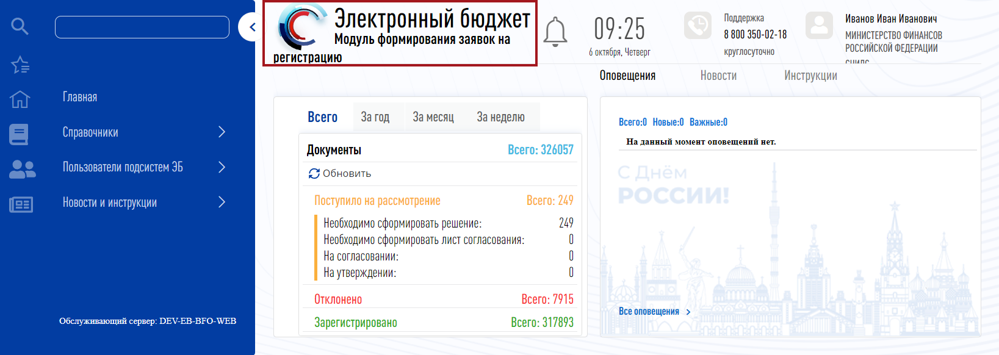 Электронный бюджет
Модуль формирования заявок на
регистрацию
09:25
6 октября, Четверг
Поддержка
8 800 350-02-18
круглосуточно
Иванов Иван Иванович
МИНИСТЕРСТВО ФИНАНСОВ
РОССИЙСКОЙ ФЕДЕРАЦИИ
СНИЛС
Главная
Справочники
Пользователи подсистем ЭБ
Новости и инструкции
Обслуживающий сервер: DEV-EB-BFO-WEB
Оповещения Новости Инструкции
Всего За год За месяц За неделю
Документы Всего: 326057
Обновить
Поступило на рассмотрение Всего: 249
Необходимо сформировать решение: 249
Необходимо сформировать лист согласования: 0
На согласовании: 0
На утверждении: 0
Отклонено Всего: 7915
Зарегистрировано Всего: 317893
Всего:0 Новые:0 Важные:0
На данный момент оповещений нет.
С Днём
РОССИИ!
Все оповещения